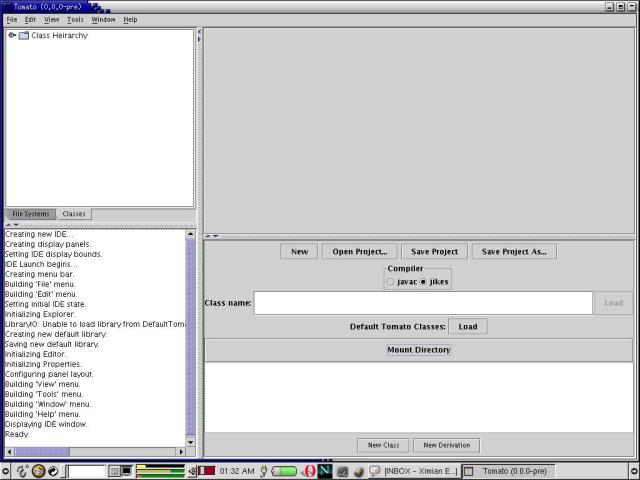 Tomato (0.0.0-pre)
File Edit View Tools Window Help
Class Heirarchy
File Systems Classes
Creating new IDE...
Creating display panels.
Setting IDE display bounds.
IDE Launch begins...
Creating menu bar.
Building 'File' menu.
Building 'Edit' menu.
Setting initial IDE state.
Initializing Explorer.
LibraryIO: Unable to load library from DefaultToma
Creating new default library.
Saving new default library.
Initializing Editor.
Initializing Properties.
Configuring panel layout.
Building 'View' menu.
Building 'Tools' menu.
Building 'Window' menu.
Building 'Help' menu.
Displaying IDE window.
Ready.
New Open Project... Save Project Save Project As...
Compiler
javac jikes
Class name: Load
Default Tomato Classes: Load
Mount Directory
New Class New Derivation
01:32 AM N [INBOX - Ximian E... Tomato (0.0.0-pre)